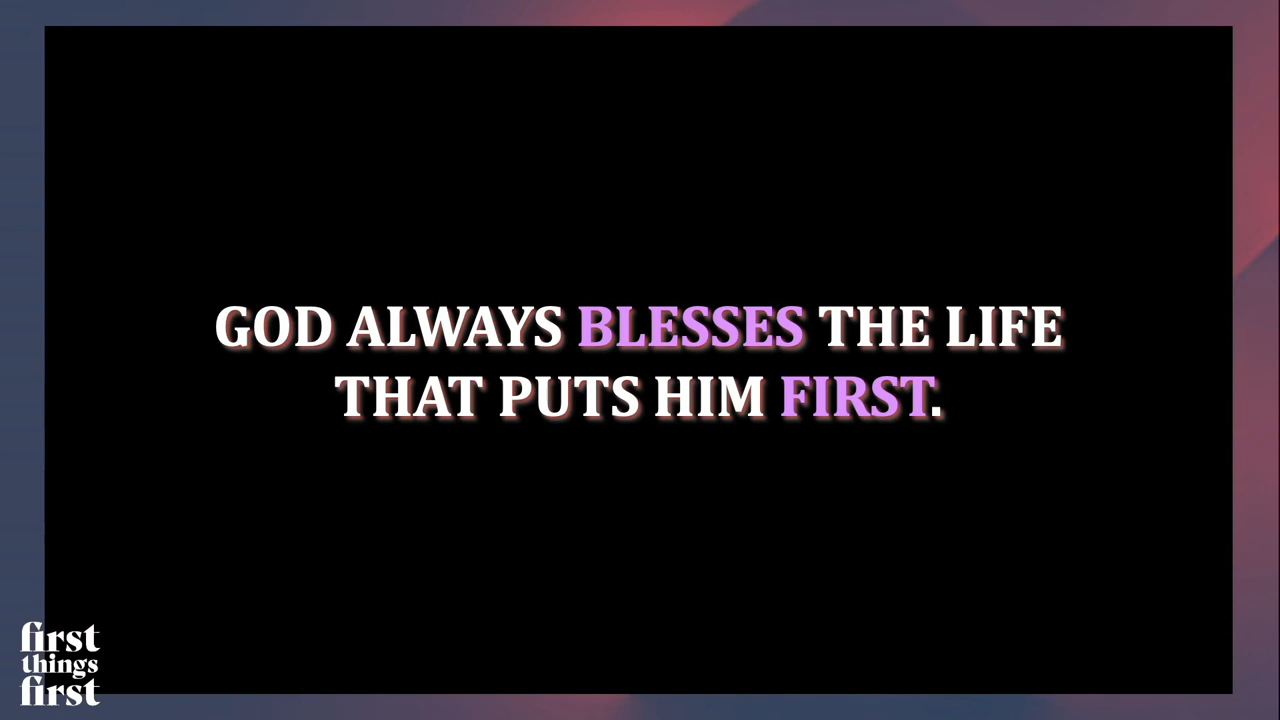 GOD ALWAYS BLESSES THE LIFE
THAT PUTS HIM FIRST.
first
things
first